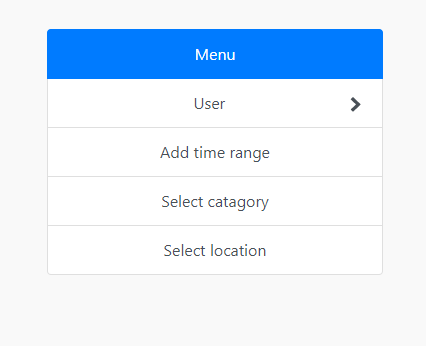 Menu
User
Add time range
Select catagory
Select location